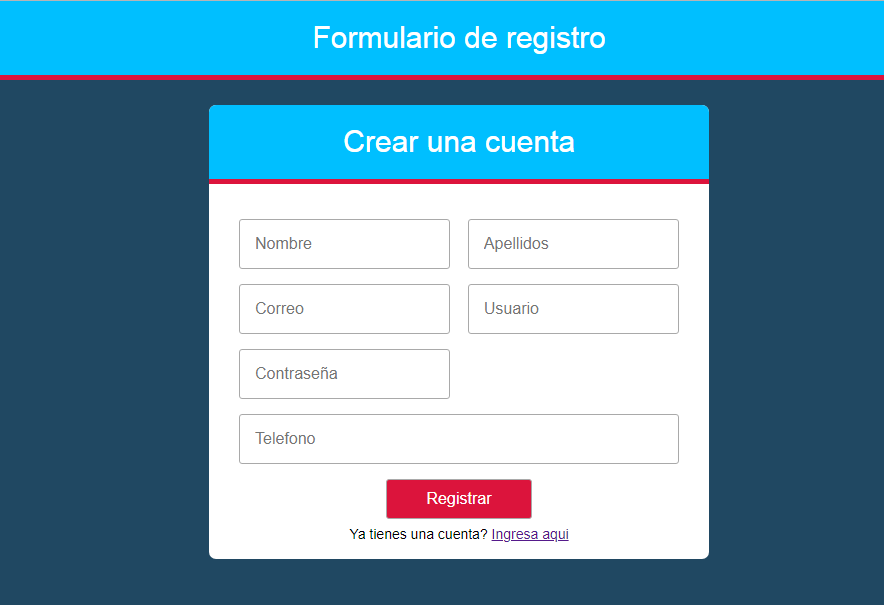 Formulario de registro
Crear una cuenta
Nombre Apellidos
Correo Usuario
Contraseña
Telefono
Registrar
Ya tienes una cuenta? Ingresa aqui